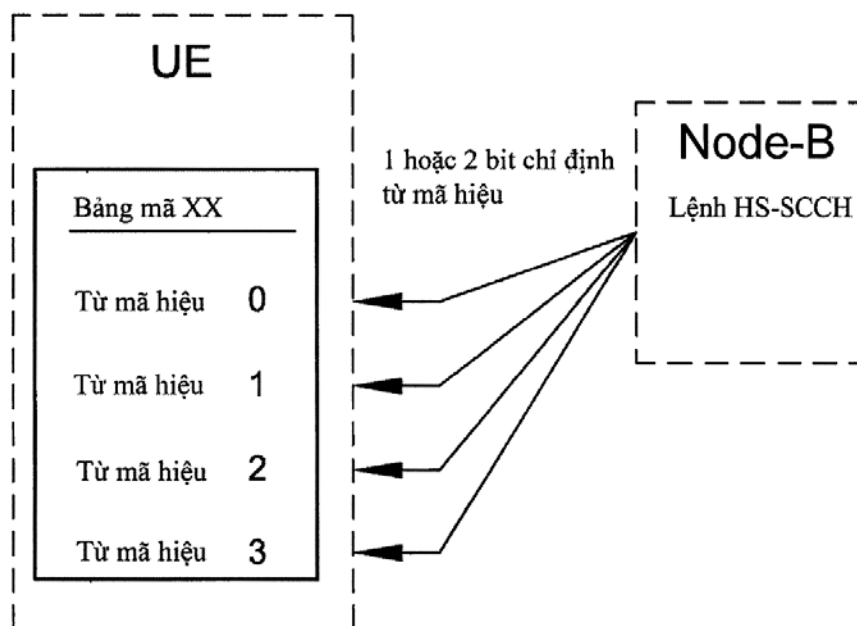 UE
Bảng mã XX
Từ mã hiệu 0
Từ mã hiệu 1
Từ mã hiệu 2
Từ mã hiệu 3
1 hoặc 2 bit chỉ định
từ mã hiệu
Node-B
Lệnh HS-SCCH